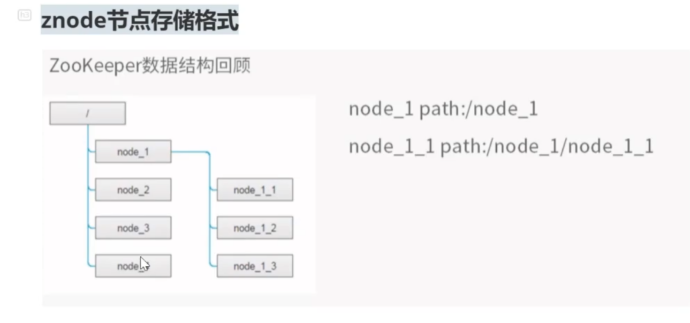 znode节点存储格式
ZooKeeper数据结构回顾
/
node_1
node_2
node_3
node_1_1
node_1_2
node_1_3
node_1 path:/node_1
node_1_1 path:/node_1/node_1_1